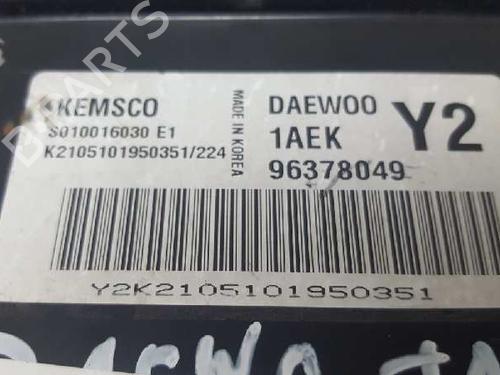 KEMSCO
S010016030 E1
K2105101950351/224
MADE IN KOREA
DAEWOO
1AEK
96378049
Y2
Y2K2105101950351